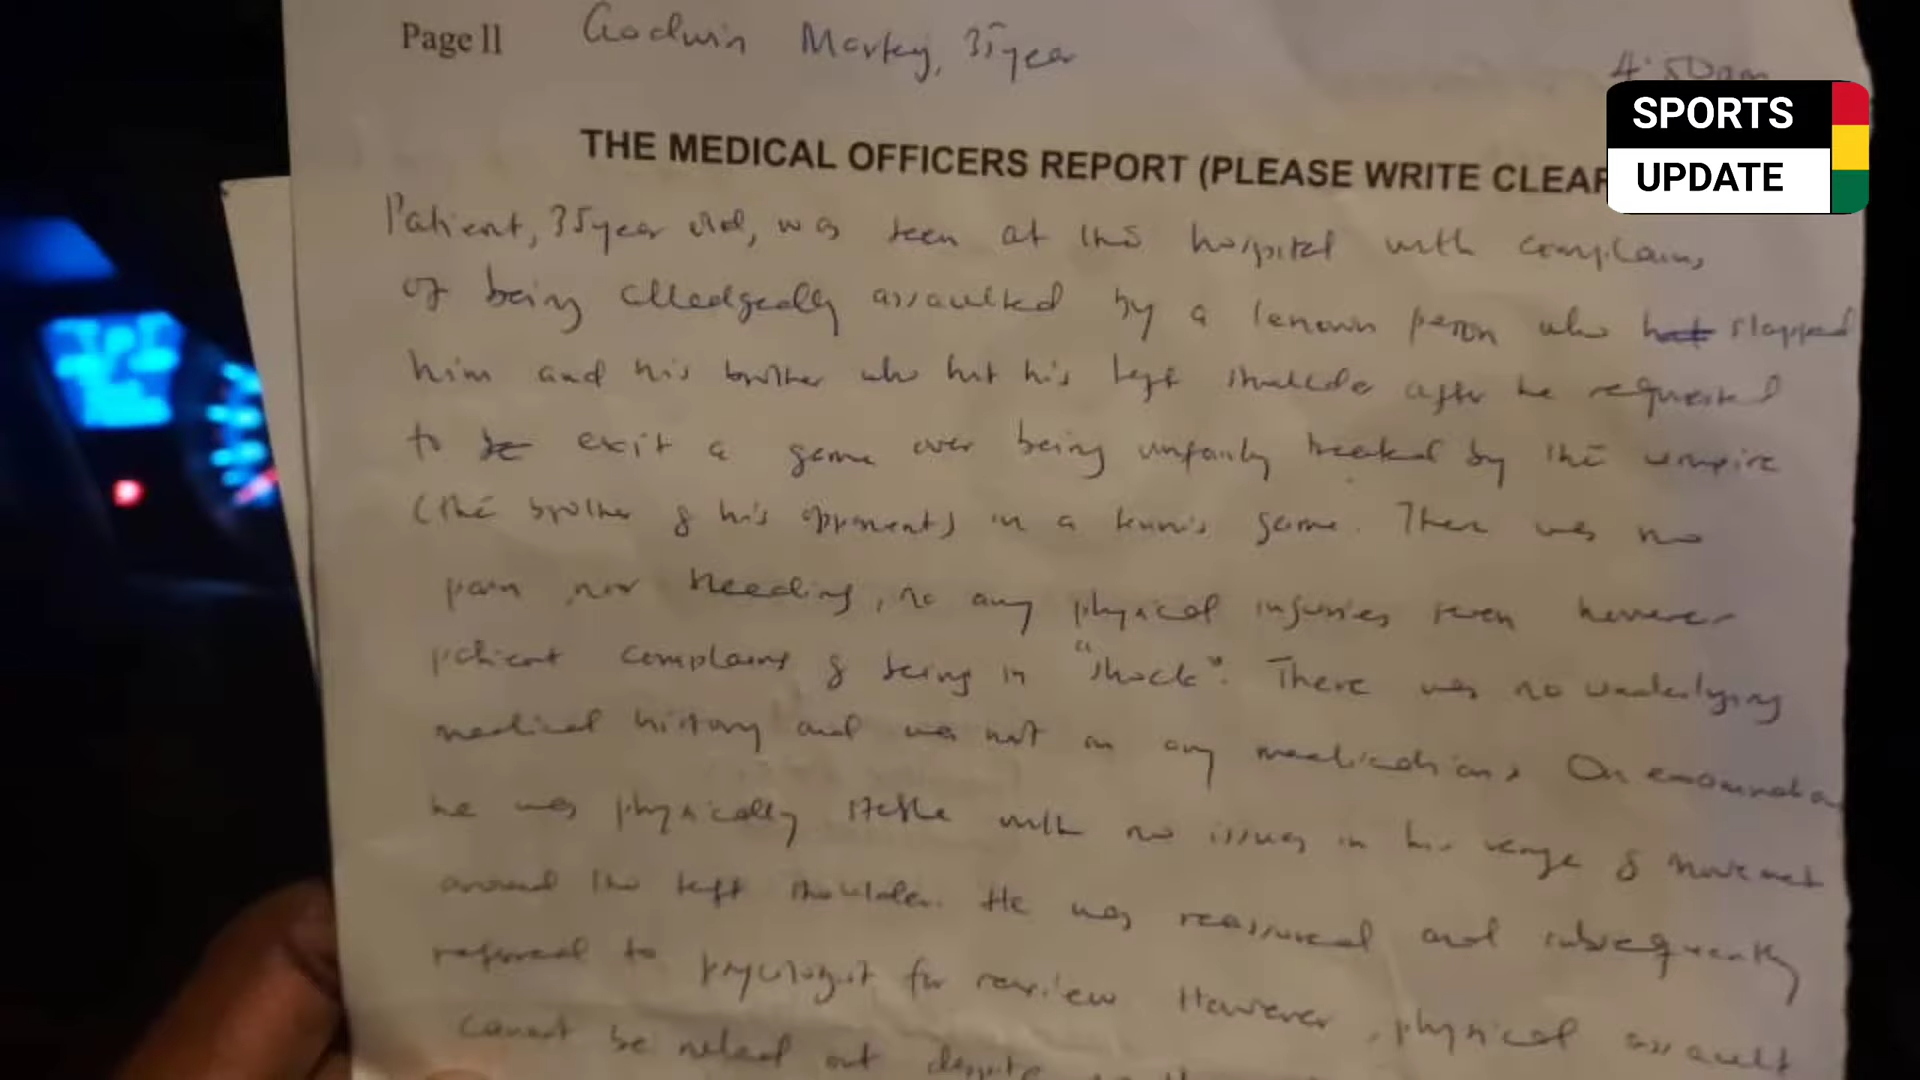 Page II Godwin Martey, 35year
4:50am
SPORTS
UPDATE
THE MEDICAL OFFICERS REPORT (PLEASE WRITE CLEAR
Patient, 35year old, was seen at this hospital with complains
of being alledgedly assaulted by a known person who slapped
him and his brother who hit his left shoulder after he requested
to exit a game over being unfairly treated by the umpire
(the brother of his opponent) in a tennis game. There was no
pain nor bleeding, no any physical injuries seen however
patient complains of being in "shock". There was no underlying
medical history and was not on any medications. On examination
he was physically stable with no issues in his range of movement
around the left shoulder. He was reassured and subsequently
referred to psycologist for review. However, physical assault
cannot be ruled out despite